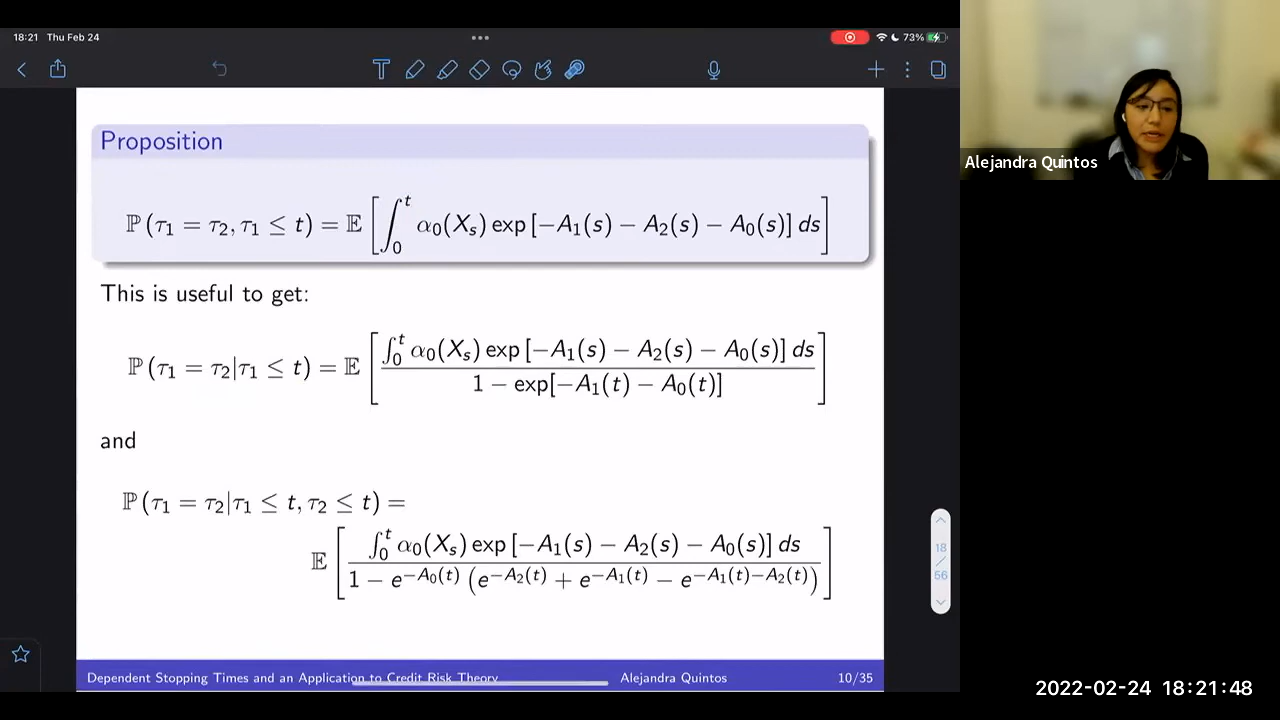 18:21 Thu Feb 24
73%
Proposition
ℙ (τ₁ = τ₂, τ₁ ≤ t) = 𝔼 [∫₀ᵗ α₀(Xₛ) exp [−A₁(s) − A₂(s) − A₀(s)] ds]
This is useful to get:
ℙ (τ₁ = τ₂|τ₁ ≤ t) = 𝔼 [ ∫₀ᵗ α₀(Xₛ) exp [−A₁(s) − A₂(s) − A₀(s)] ds / 1 − exp[−A₁(t) − A₀(t)] ]
and
ℙ (τ₁ = τ₂|τ₁ ≤ t, τ₂ ≤ t) =
𝔼 [ ∫₀ᵗ α₀(Xₛ) exp [−A₁(s) − A₂(s) − A₀(s)] ds / 1 − e^{−A₀(t)} (e^{−A₂(t)} + e^{−A₁(t)} − e^{−A₁(t)−A₂(t)}) ]
18
/
56
Dependent Stopping Times and an Application to Credit Risk Theory Alejandra Quintos 10/35
Alejandra Quintos
2022-02-24 18:21:48